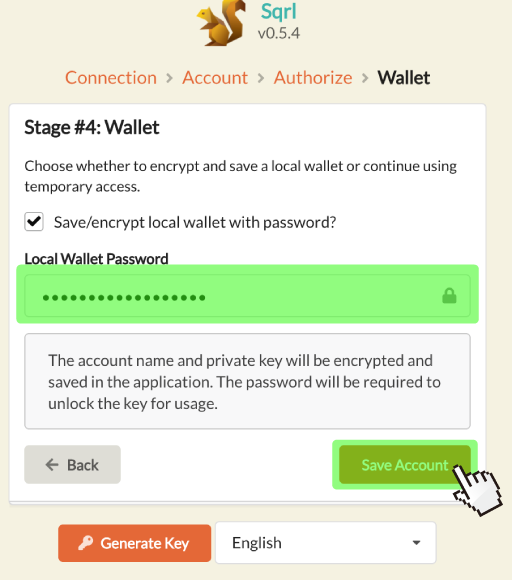 Sqrl
v0.5.4
Connection > Account > Authorize > Wallet
Stage #4: Wallet
Choose whether to encrypt and save a local wallet or continue using
temporary access.
Save/encrypt local wallet with password?
Local Wallet Password
••••••••••••••••••
The account name and private key will be encrypted and
saved in the application. The password will be required to
unlock the key for usage.
Back
Save Account
Generate Key
English